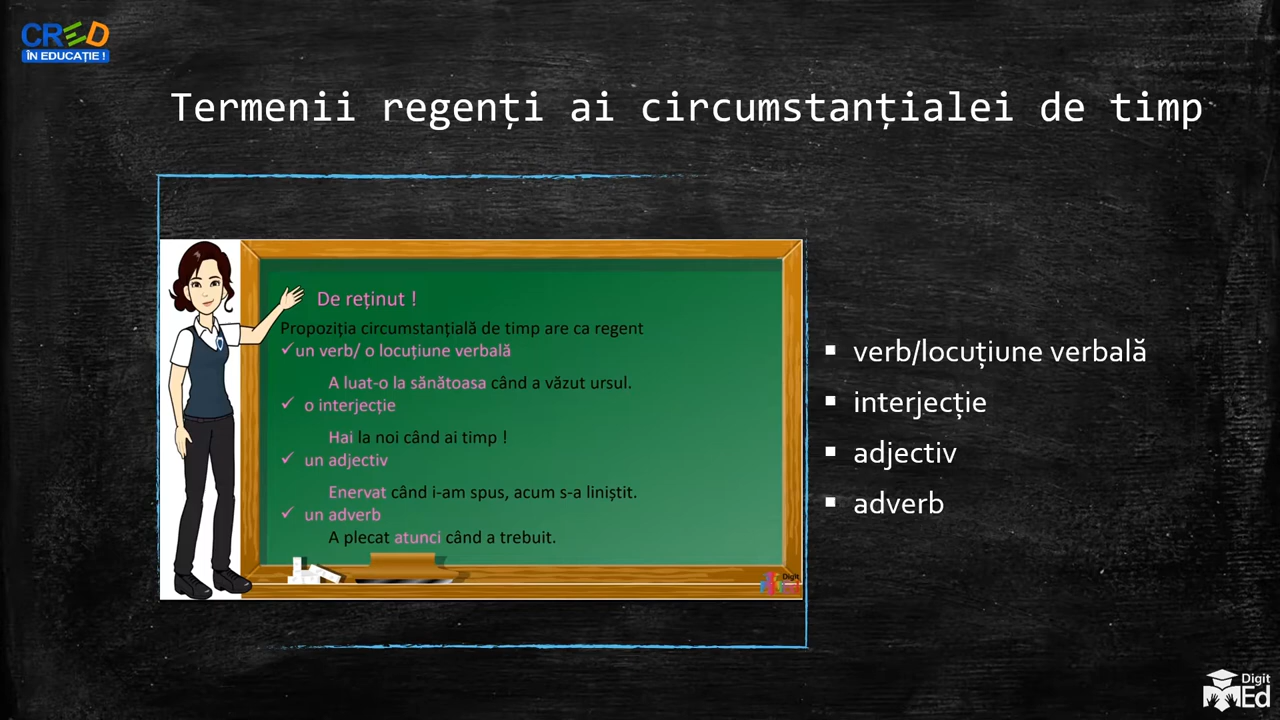 CRED
ÎN EDUCAȚIE !
Termenii regenți ai circumstanțialei de timp
De reținut !
Propoziția circumstanțială de timp are ca regent
✓un verb/ o locuțiune verbală
A luat-o la sănătoasa când a văzut ursul.
✓ o interjecție
Hai la noi când ai timp !
✓ un adjectiv
Enervat când i-am spus, acum s-a liniștit.
✓ un adverb
A plecat atunci când a trebuit.
▪ verb/locuțiune verbală
▪ interjecție
▪ adjectiv
▪ adverb
Digit
Digit
Ed